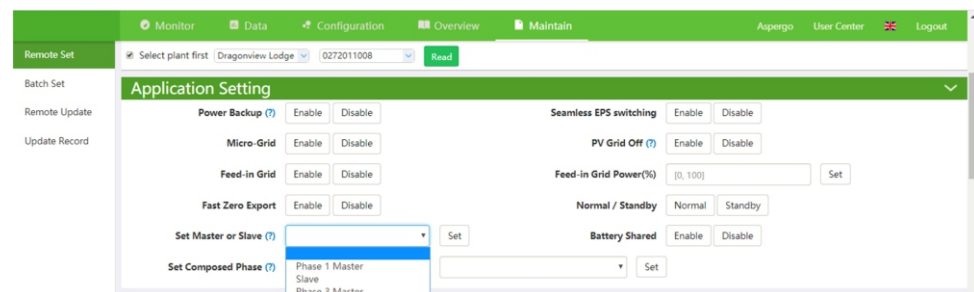 Monitor Data Configuration Overview Maintain Aspergo User Center Logout
Remote Set Select plant first Dragonview Lodge 0272011008 Read
Batch Set
Remote Update
Update Record
Application Setting
Power Backup (?) Enable Disable Seamless EPS switching Enable Disable
Micro-Grid Enable Disable PV Grid Off (?) Enable Disable
Feed-in Grid Enable Disable Feed-in Grid Power(%) [0, 100] Set
Fast Zero Export Enable Disable Normal / Standby Normal Standby
Set Master or Slave (?) Set Battery Shared Enable Disable
Set Composed Phase (?) Set
Phase 1 Master
Slave
Phase 3 Master